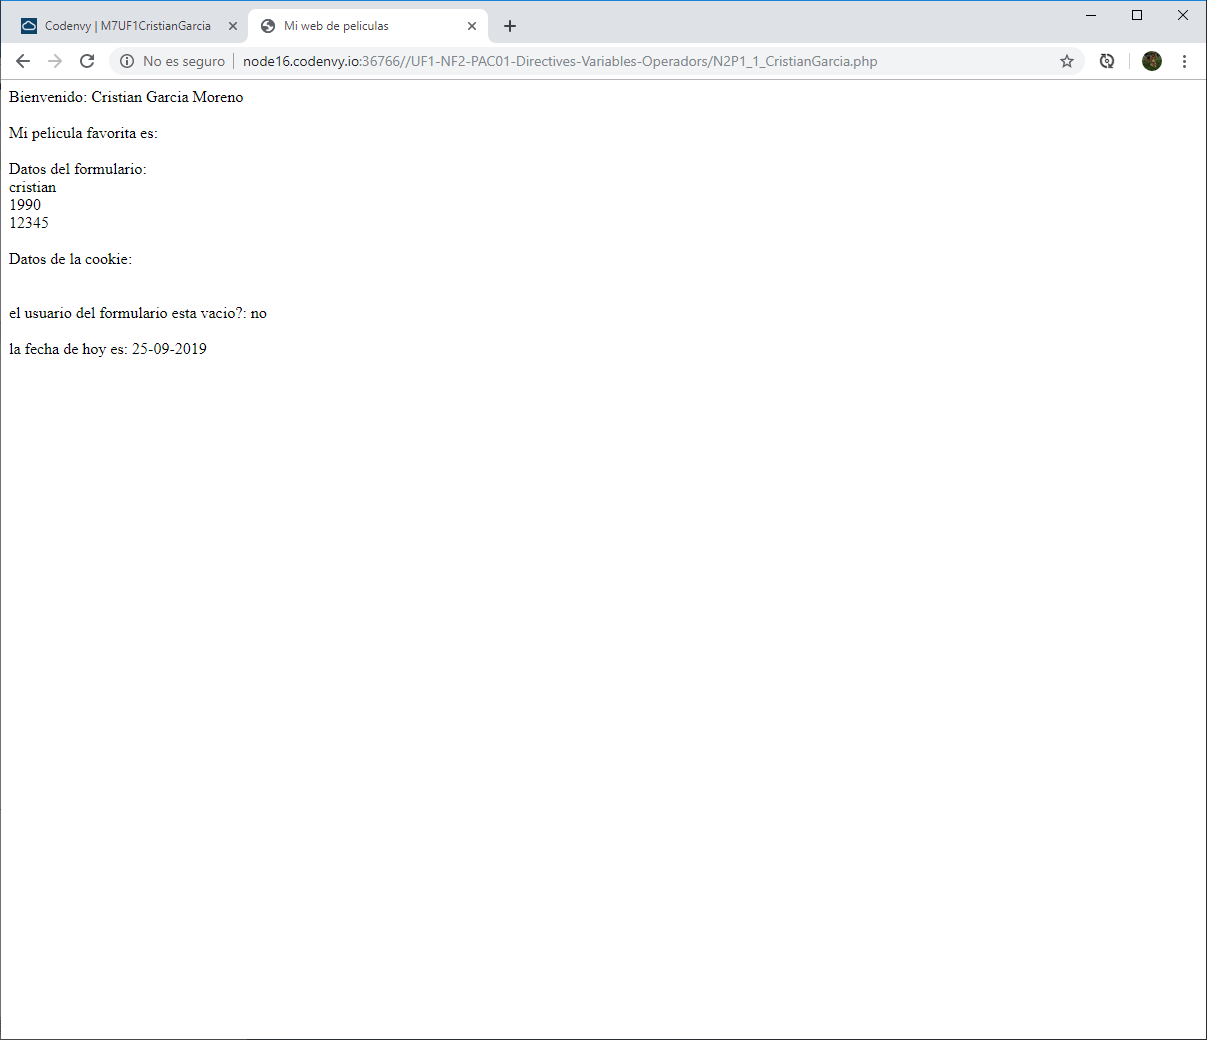 Codenvy | M7UF1CristianGarcia
Mi web de peliculas
No es seguro
node16.codenvy.io:36766//UF1-NF2-PAC01-Directives-Variables-Operadors/N2P1_1_CristianGarcia.php
Bienvenido: Cristian Garcia Moreno
Mi pelicula favorita es:
Datos del formulario:
cristian
1990
12345
Datos de la cookie:
el usuario del formulario esta vacio?: no
la fecha de hoy es: 25-09-2019